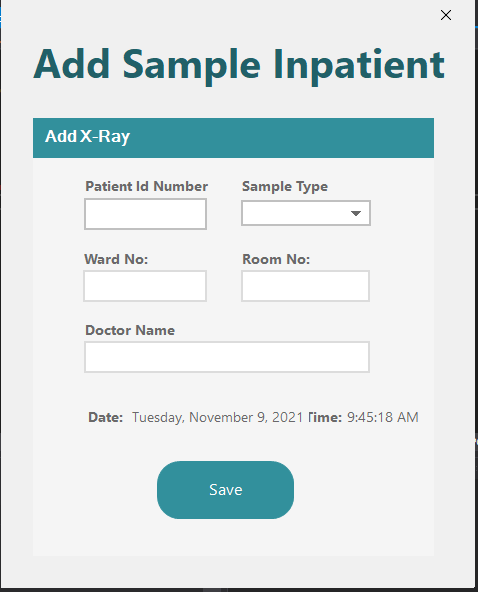 Add Sample Inpatient
Add X-Ray
Patient Id Number Sample Type
Ward No: Room No:
Doctor Name
Date: Tuesday, November 9, 2021 Time: 9:45:18 AM
Save